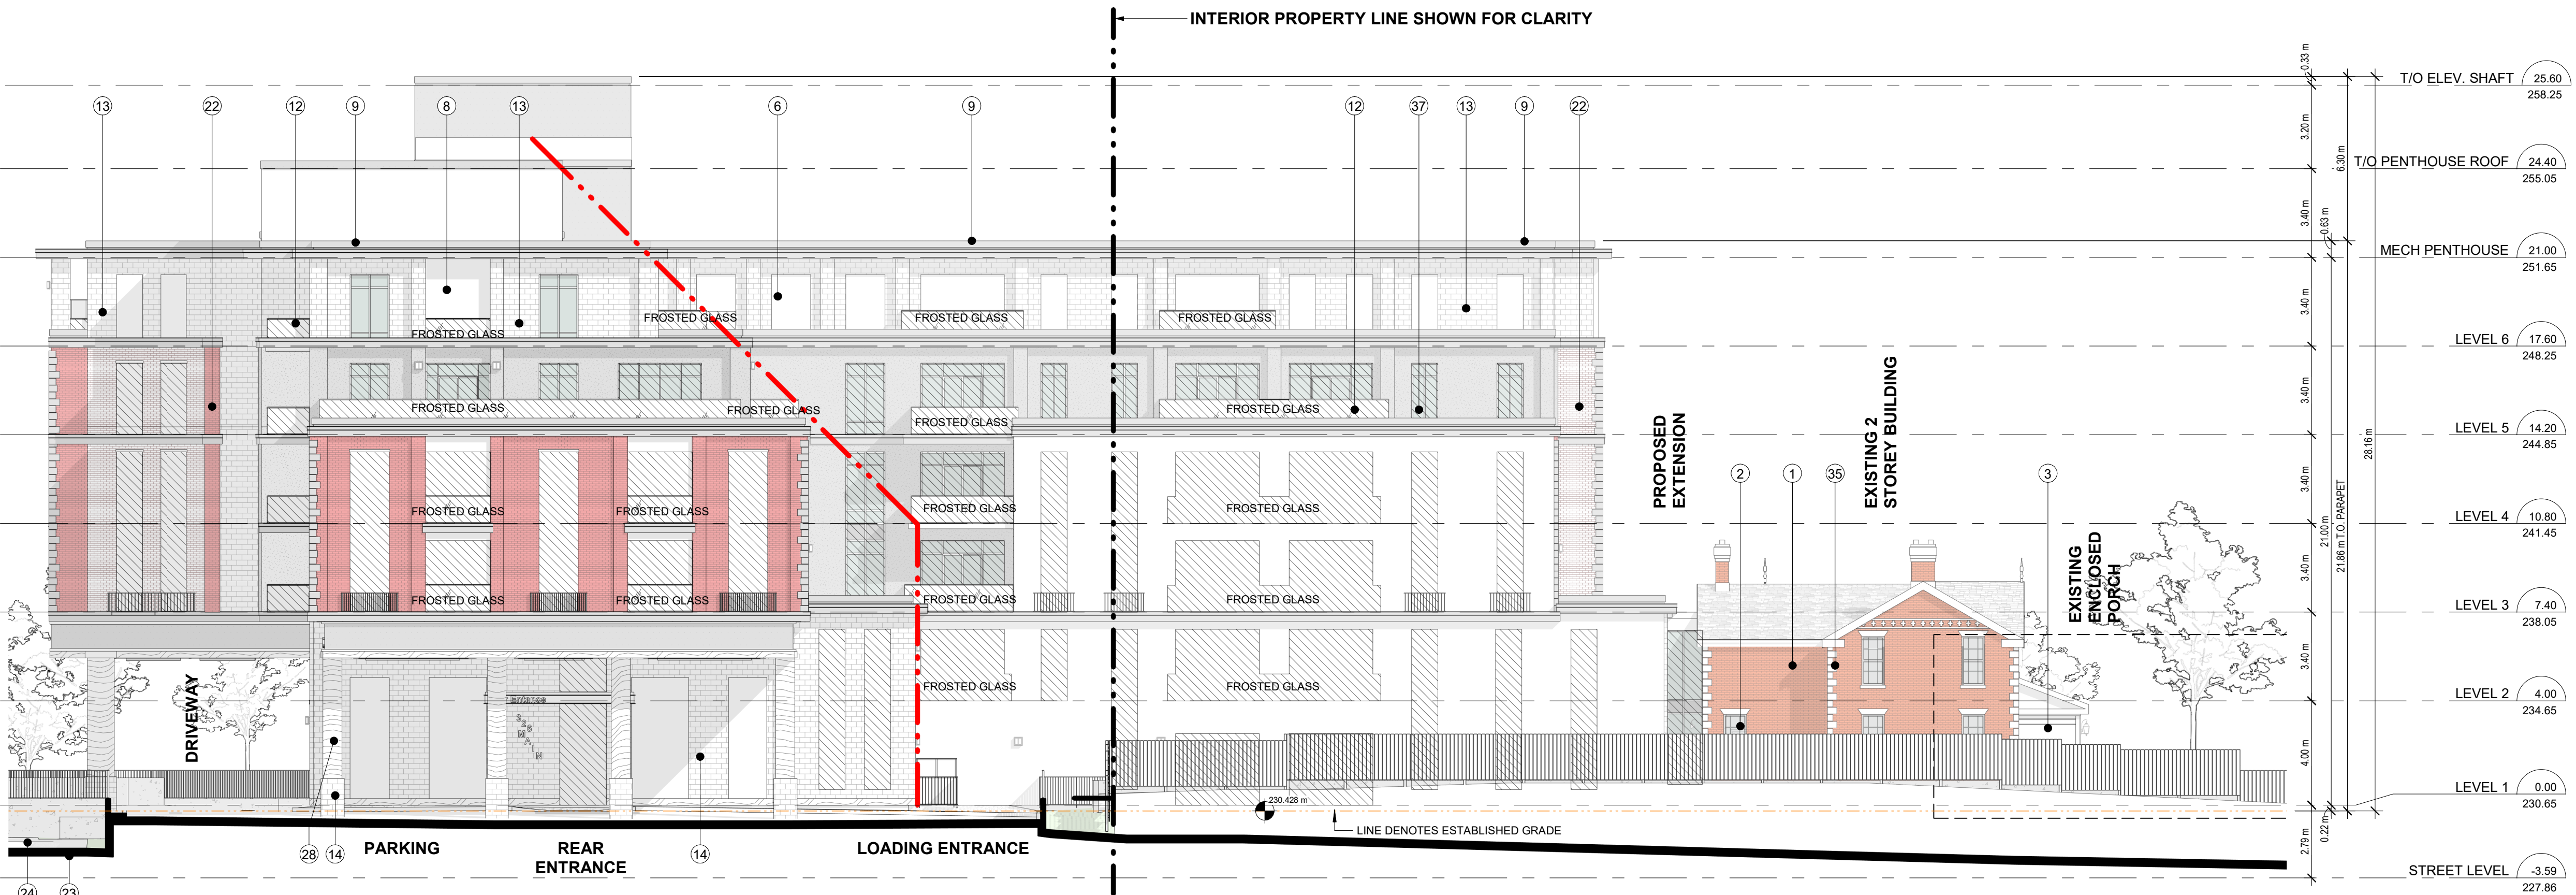 INTERIOR PROPERTY LINE SHOWN FOR CLARITY
0.33 m
T/O ELEV. SHAFT 25.60
258.25
13 22 12 9 8 13 6 9 12 37 13 9 22
3.20 m
6.30 m
T/O PENTHOUSE ROOF 24.40
255.05
3.40 m
0.63 m
MECH PENTHOUSE 21.00
251.65
3.40 m
FROSTED GLASS FROSTED GLASS FROSTED GLASS
FROSTED GLASS
LEVEL 6 17.60
248.25
3.40 m
FROSTED GLASS FROSTED GLASS FROSTED GLASS
FROSTED GLASS
PROPOSED
EXTENSION
EXISTING 2
STOREY BUILDING
LEVEL 5 14.20
244.85
28.16 m
3.40 m
2 1 35 3
21.00 m
21.86 m T.O. PARAPET
FROSTED GLASS FROSTED GLASS FROSTED GLASS FROSTED GLASS
LEVEL 4 10.80
241.45
EXISTING
ENCLOSED
PORCH
3.40 m
FROSTED GLASS FROSTED GLASS FROSTED GLASS FROSTED GLASS
LEVEL 3 7.40
238.05
3.40 m
FROSTED GLASS FROSTED GLASS
DRIVEWAY
Entrance
328
MAIN
LEVEL 2 4.00
234.65
4.00 m
LEVEL 1 0.00
230.65
230.428 m
LINE DENOTES ESTABLISHED GRADE
0.22 m
2.79 m
28 14 PARKING REAR
ENTRANCE 14 LOADING ENTRANCE
24 23
STREET LEVEL -3.59
227.86